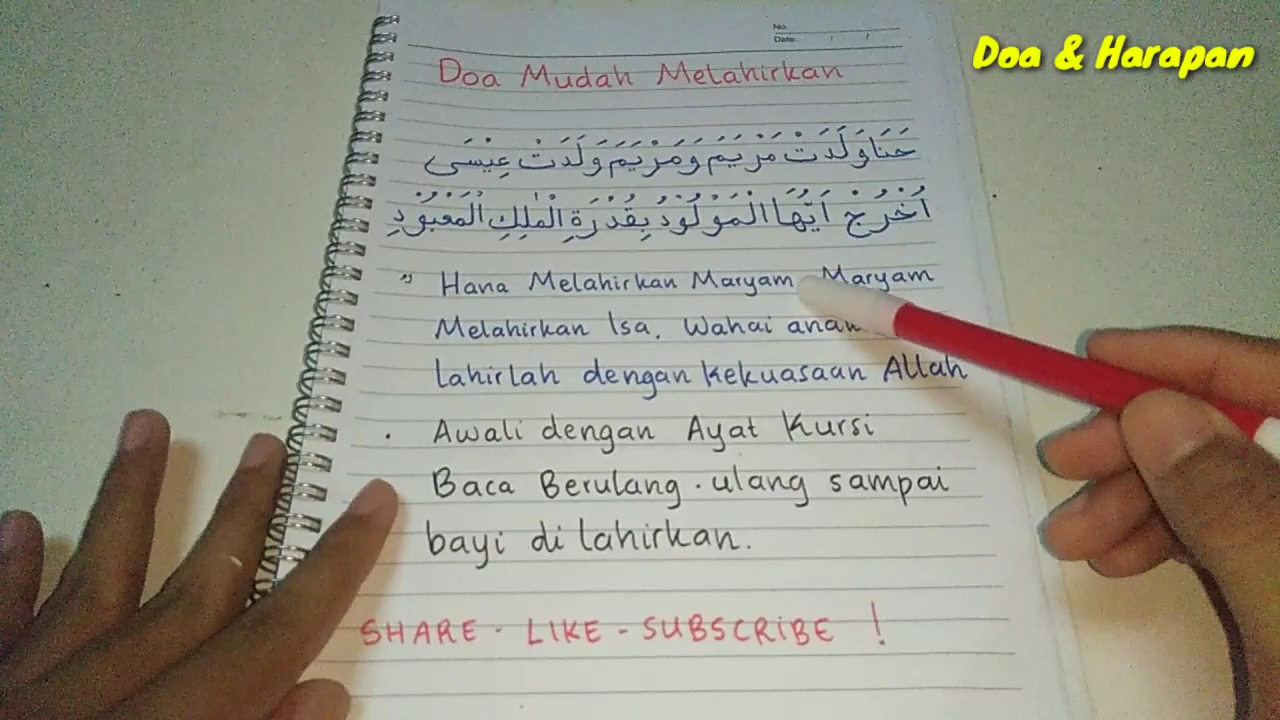 No.
Date. / /
Doa & Harapan
Doa Mudah Melahirkan
حَنَا وَلَدَتْ مَرْيَمَ وَمَرْيَمَ وَلَدَتْ عِيْسَى
اُخْرُجْ اَيُّهَا الْمَوْلُوْدُ بِقُدْرَةِ الْمَلِكِ الْمَعْبُوْدِ
" Hana Melahirkan Maryam, Maryam
Melahirkan Isa. Wahai anak
lahirlah dengan kekuasaan Allah
. Awali dengan Ayat Kursi
Baca Berulang-ulang sampai
bayi di lahirkan.
SHARE - LIKE - SUBSCRIBE !